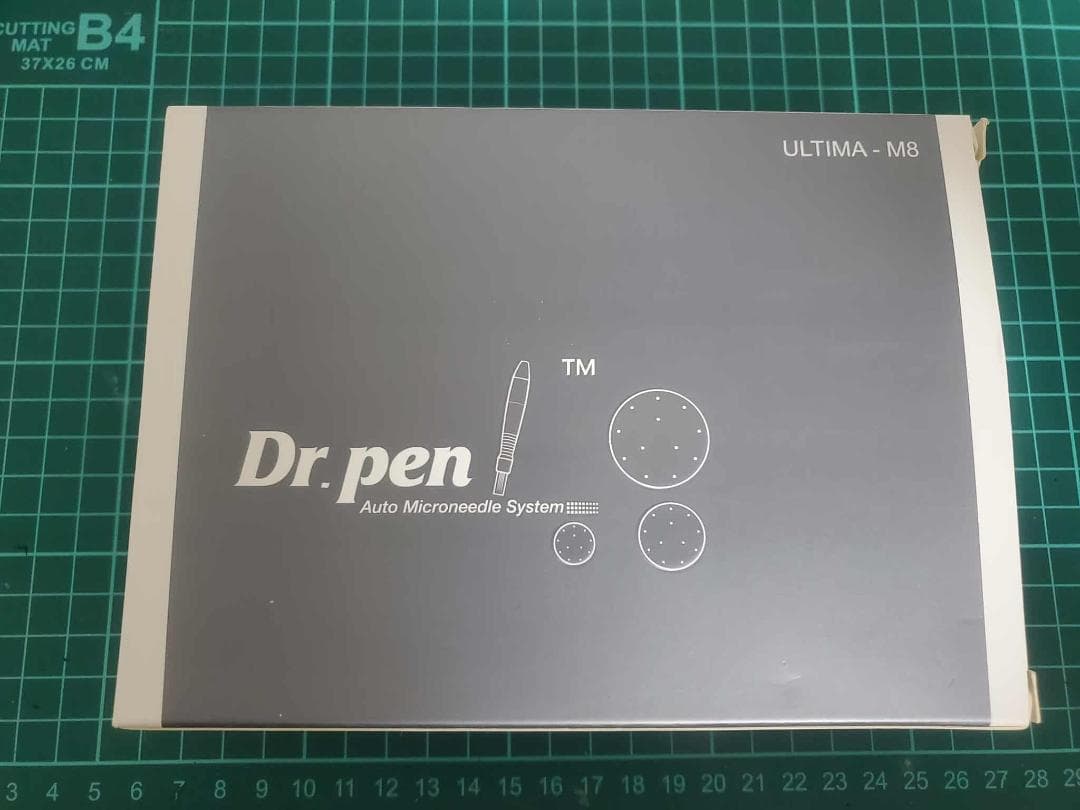 CUTTING
MAT
B4
37X26 CM
ULTIMA - M8
TM
Dr. pen
Auto Microneedle System
3 4 5 6 7 8 9 10 11 12 13 14 15 16 17 18 19 20 21 22 23 24 25 26 27 28 29